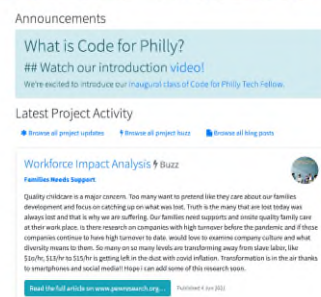 Announcements
What is Code for Philly?
## Watch our introduction video!
We're excited to introduce our inaugural class of Code for Philly Tech Fellow.
Latest Project Activity
Browse all project updates Browse all project buzz Browse all blog posts
Workforce Impact Analysis Buzz
Families Needs Support
Quality childcare is a major concern. Too many want to pretend like they care about our families
development and focus on catching up on what was lost. Truth is the many that are lost today was
always lost and that is why we are suffering. Our families need supports and onsite quality family care
at their work place. is there research on companies with high turnover before the pandemic and if those
companies continue to have high turnover to date. would love to examine company culture and what
diversity means to them. So many on so many levels are transforming away from slave labor, like
$10/hr, $13/hr to $15/hr is getting left in the dust with covid inflation. Transformation is in the air thanks
to smartphones and social media!! Hope i can add some of this research soon.
Read the full article on www.pewresearch.org... Published 4 Jun 2022